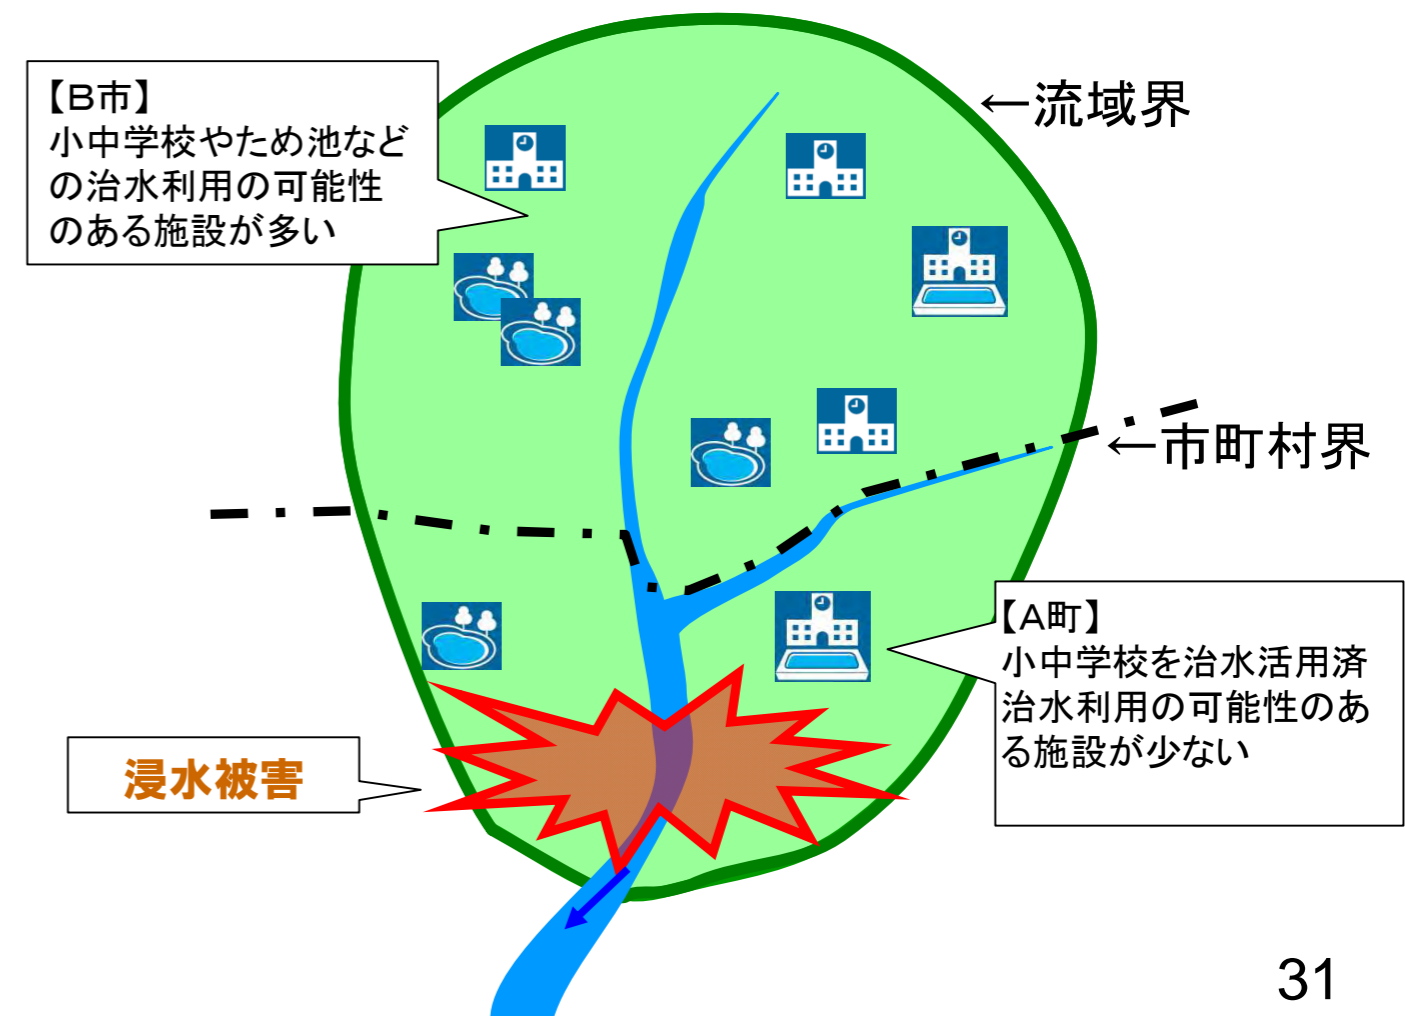 【B市】
小中学校やため池など
の治水利用の可能性
のある施設が多い
←流域界
←市町村界
【A町】
小中学校を治水活用済
治水利用の可能性のあ
る施設が少ない
浸水被害
31